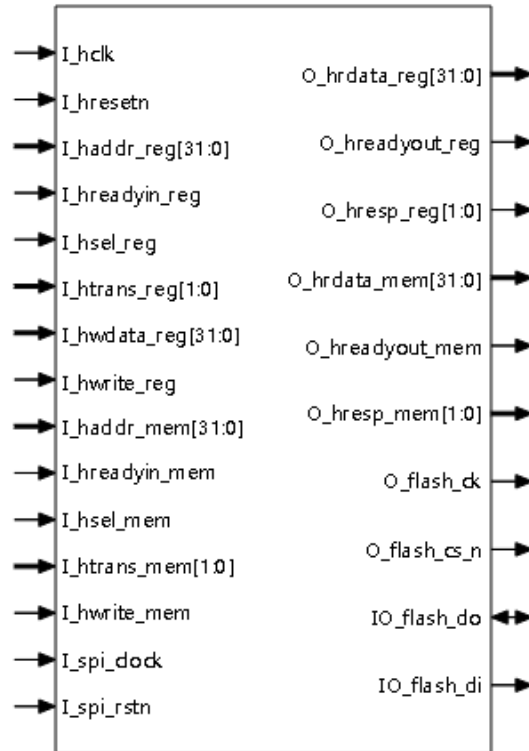 I_hclk
I_hresetn
I_haddr_reg[31:0]
I_hreadyin_reg
I_hsel_reg
I_htrans_reg[1:0]
I_hwdata_reg[31:0]
I_hwrite_reg
I_haddr_mem[31:0]
I_hreadyin_mem
I_hsel_mem
I_htrans_mem[1:0]
I_hwrite_mem
I_spi_clock
I_spi_rstn
O_hrdata_reg[31:0]
O_hreadyout_reg
O_hresp_reg[1:0]
O_hrdata_mem[31:0]
O_hreadyout_mem
O_hresp_mem[1:0]
O_flash_ck
O_flash_cs_n
IO_flash_do
IO_flash_di